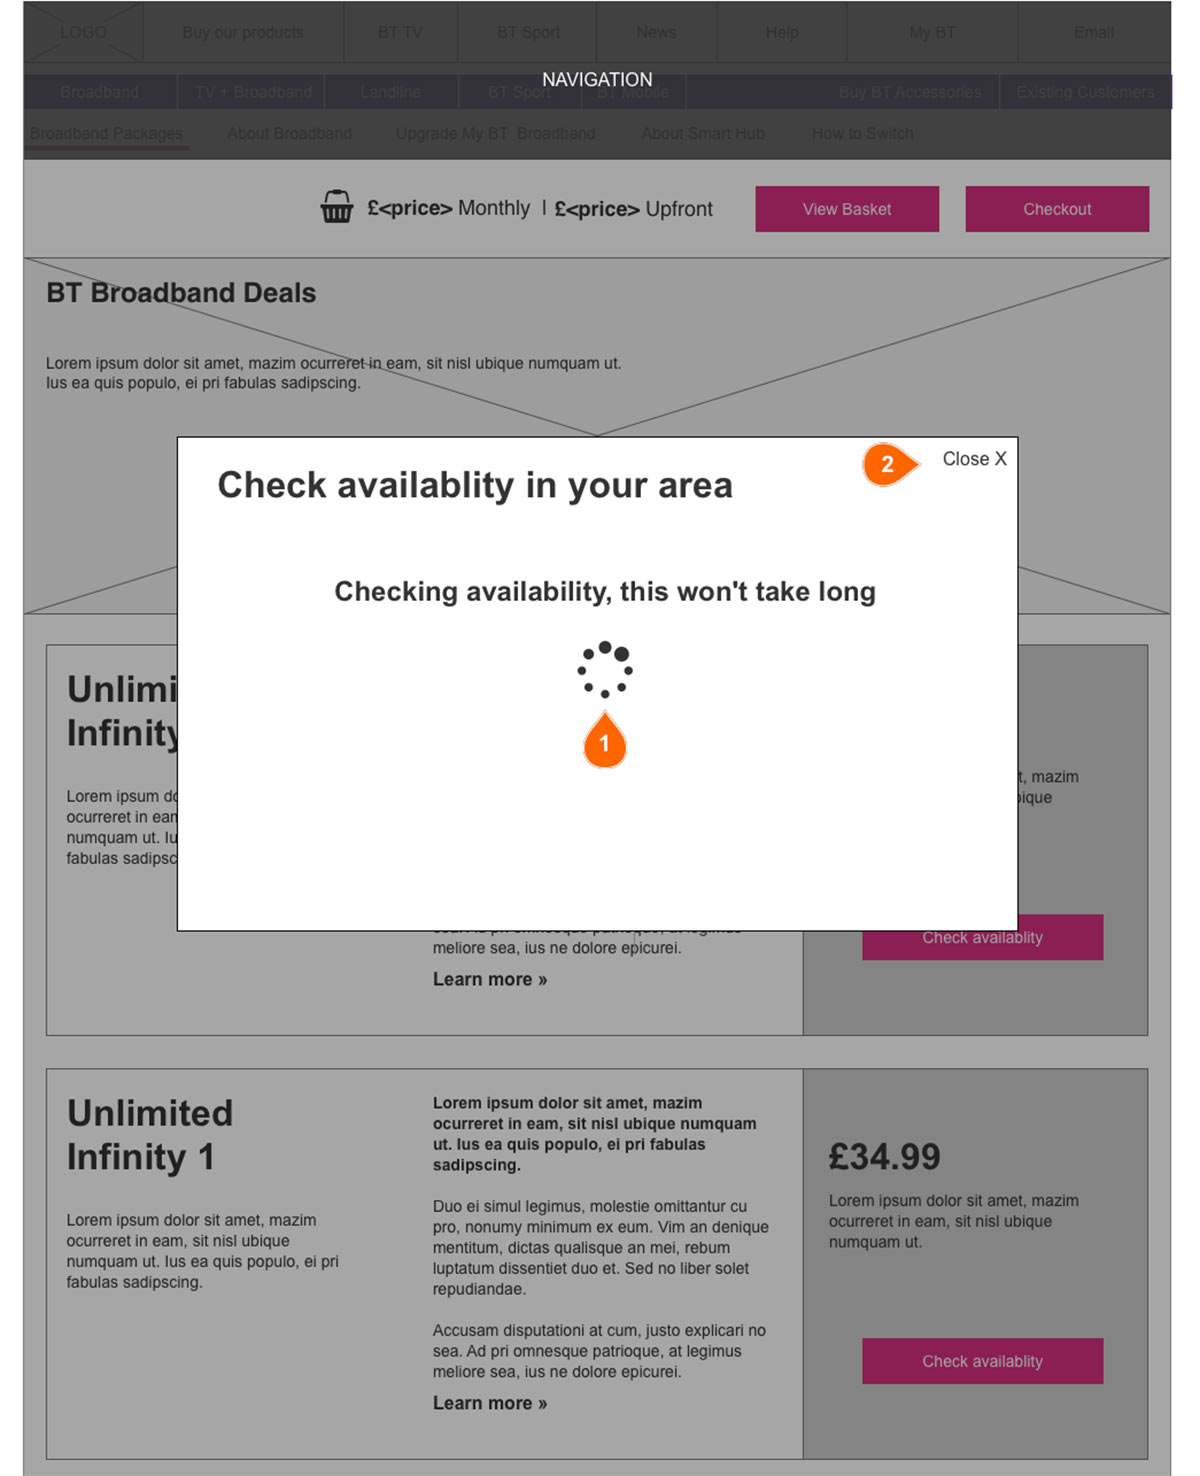 LOGO Buy our products BT TV BT Sport News Help My BT Email
NAVIGATION
Broadband TV + Broadband Landline BT Sport BT Mobile Buy BT Accessories Existing Customers
Broadband Packages About Broadband Upgrade My BT Broadband About Smart Hub How to Switch
£<price> Monthly | £<price> Upfront View Basket Checkout
BT Broadband Deals
Lorem ipsum dolor sit amet, mazim ocurreret in eam, sit nisl ubique numquam ut.
Ius ea quis populo, ei pri fabulas sadipscing.
2 Close X
Check availablity in your area
Checking availability, this won't take long
1
Unlimi
Infinity
Lorem ipsum do
ocurreret in eam
numquam ut. Iu
fabulas sadipsc
meliore sea, ius ne dolore epicurei.
Learn more »
t, mazim
bique
Check availablity
Unlimited
Infinity 1
Lorem ipsum dolor sit amet, mazim
ocurreret in eam, sit nisl ubique
numquam ut. Ius ea quis populo, ei pri
fabulas sadipscing.
Lorem ipsum dolor sit amet, mazim
ocurreret in eam, sit nisl ubique numquam
ut. Ius ea quis populo, ei pri fabulas
sadipscing.
Duo ei simul legimus, molestie omittantur cu
pro, nonumy minimum ex eum. Vim an denique
mentitum, dictas qualisque an mei, rebum
luptatum dissentiet duo et. Sed no liber solet
repudiandae.
Accusam disputationi at cum, justo explicari no
sea. Ad pri omnesque patrioque, at legimus
meliore sea, ius ne dolore epicurei.
Learn more »
£34.99
Lorem ipsum dolor sit amet, mazim
ocurreret in eam, sit nisl ubique
numquam ut.
Check availablity